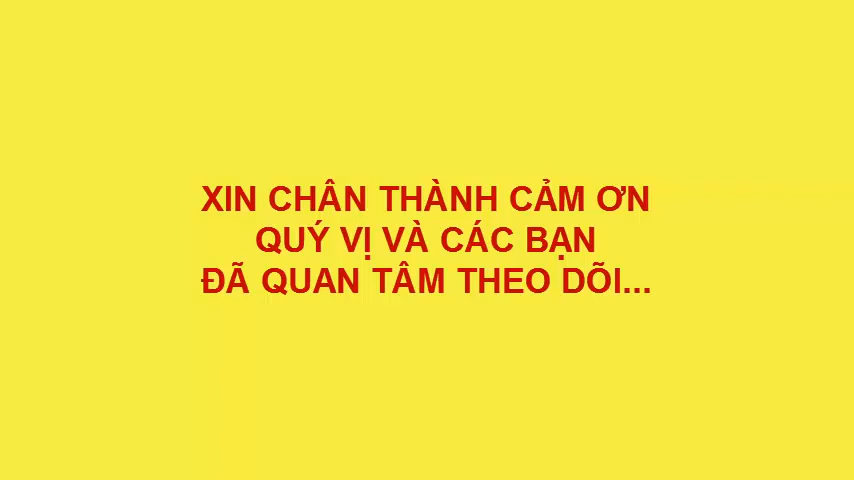 XIN CHÂN THÀNH CẢM ƠN
QUÝ VỊ VÀ CÁC BẠN
ĐÃ QUAN TÂM THEO DÕI...